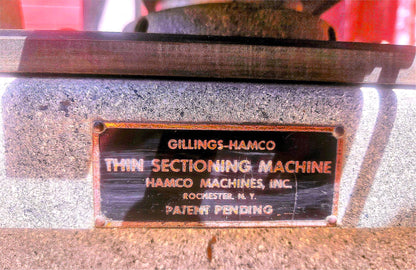 GILLINGS-HAMCO
THIN SECTIONING MACHINE
HAMCO MACHINES, INC.
ROCHESTER, N. Y.
PATENT PENDING